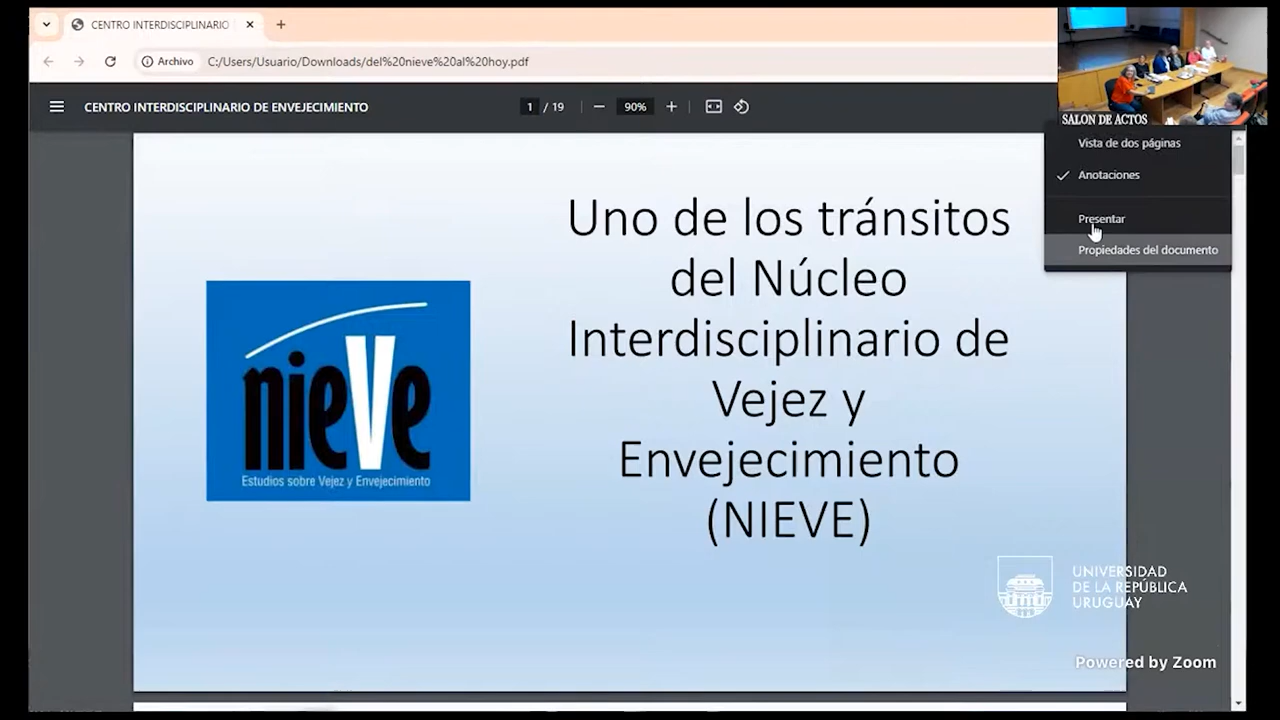 CENTRO INTERDISCIPLINARIO
Archivo
C:/Users/Usuario/Downloads/del%20nieve%20al%20hoy.pdf
CENTRO INTERDISCIPLINARIO DE ENVEJECIMIENTO
1 / 19
90%
SALON DE ACTOS
Vista de dos páginas
Anotaciones
Presentar
Propiedades del documento
Uno de los tránsitos
del Núcleo
Interdisciplinario de
Vejez y
Envejecimiento
(NIEVE)
nieVe
Estudios sobre Vejez y Envejecimiento
UNIVERSIDAD
DE LA REPÚBLICA
URUGUAY
Powered by Zoom